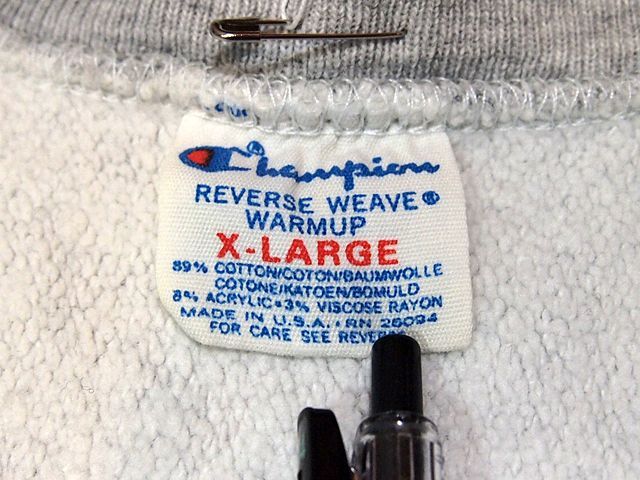 Champion®
REVERSE WEAVE®
WARMUP
X-LARGE
89% COTTON/COTON/BAUMWOLLE
COTONE/KATOEN/BOMULD
8% ACRYLIC•3% VISCOSE RAYON
MADE IN U.S.A. • RN 26094
FOR CARE SEE